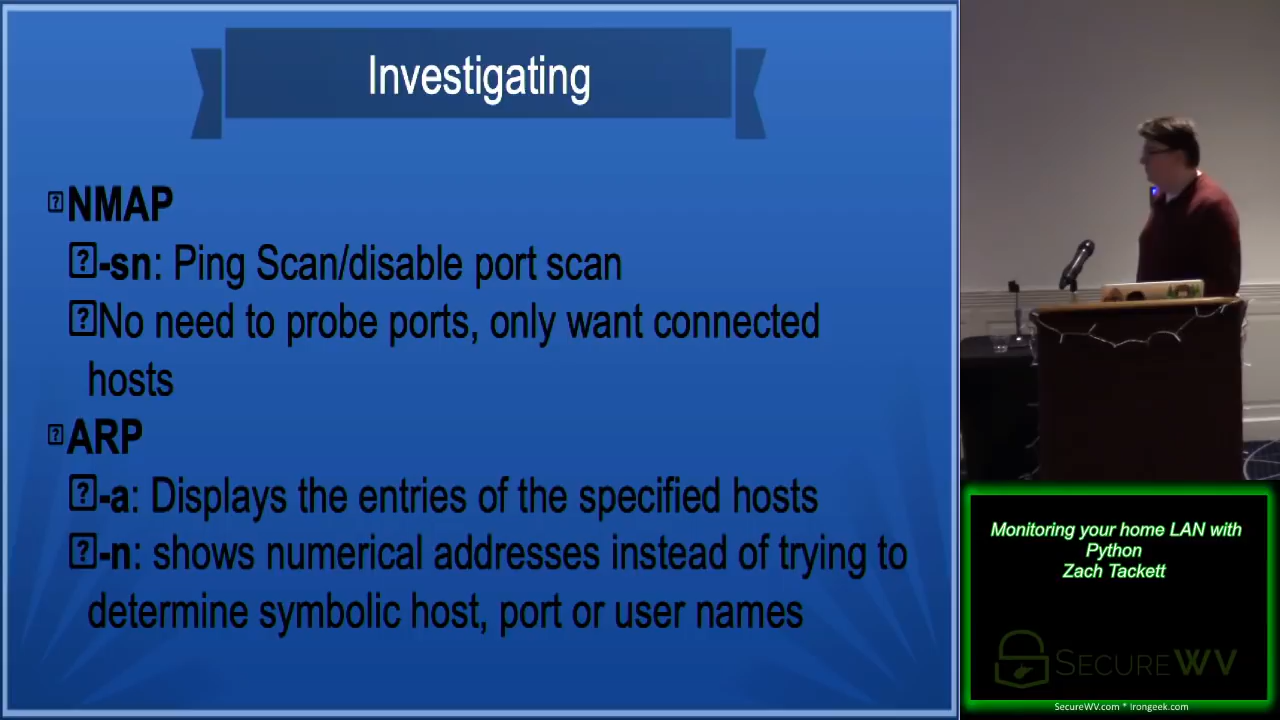 Investigating
NMAP
-sn: Ping Scan/disable port scan
No need to probe ports, only want connected
hosts
ARP
-a: Displays the entries of the specified hosts
-n: shows numerical addresses instead of trying to
determine symbolic host, port or user names
Monitoring your home LAN with
Python
Zach Tackett
SECUREWV
SecureWV.com * Irongeek.com